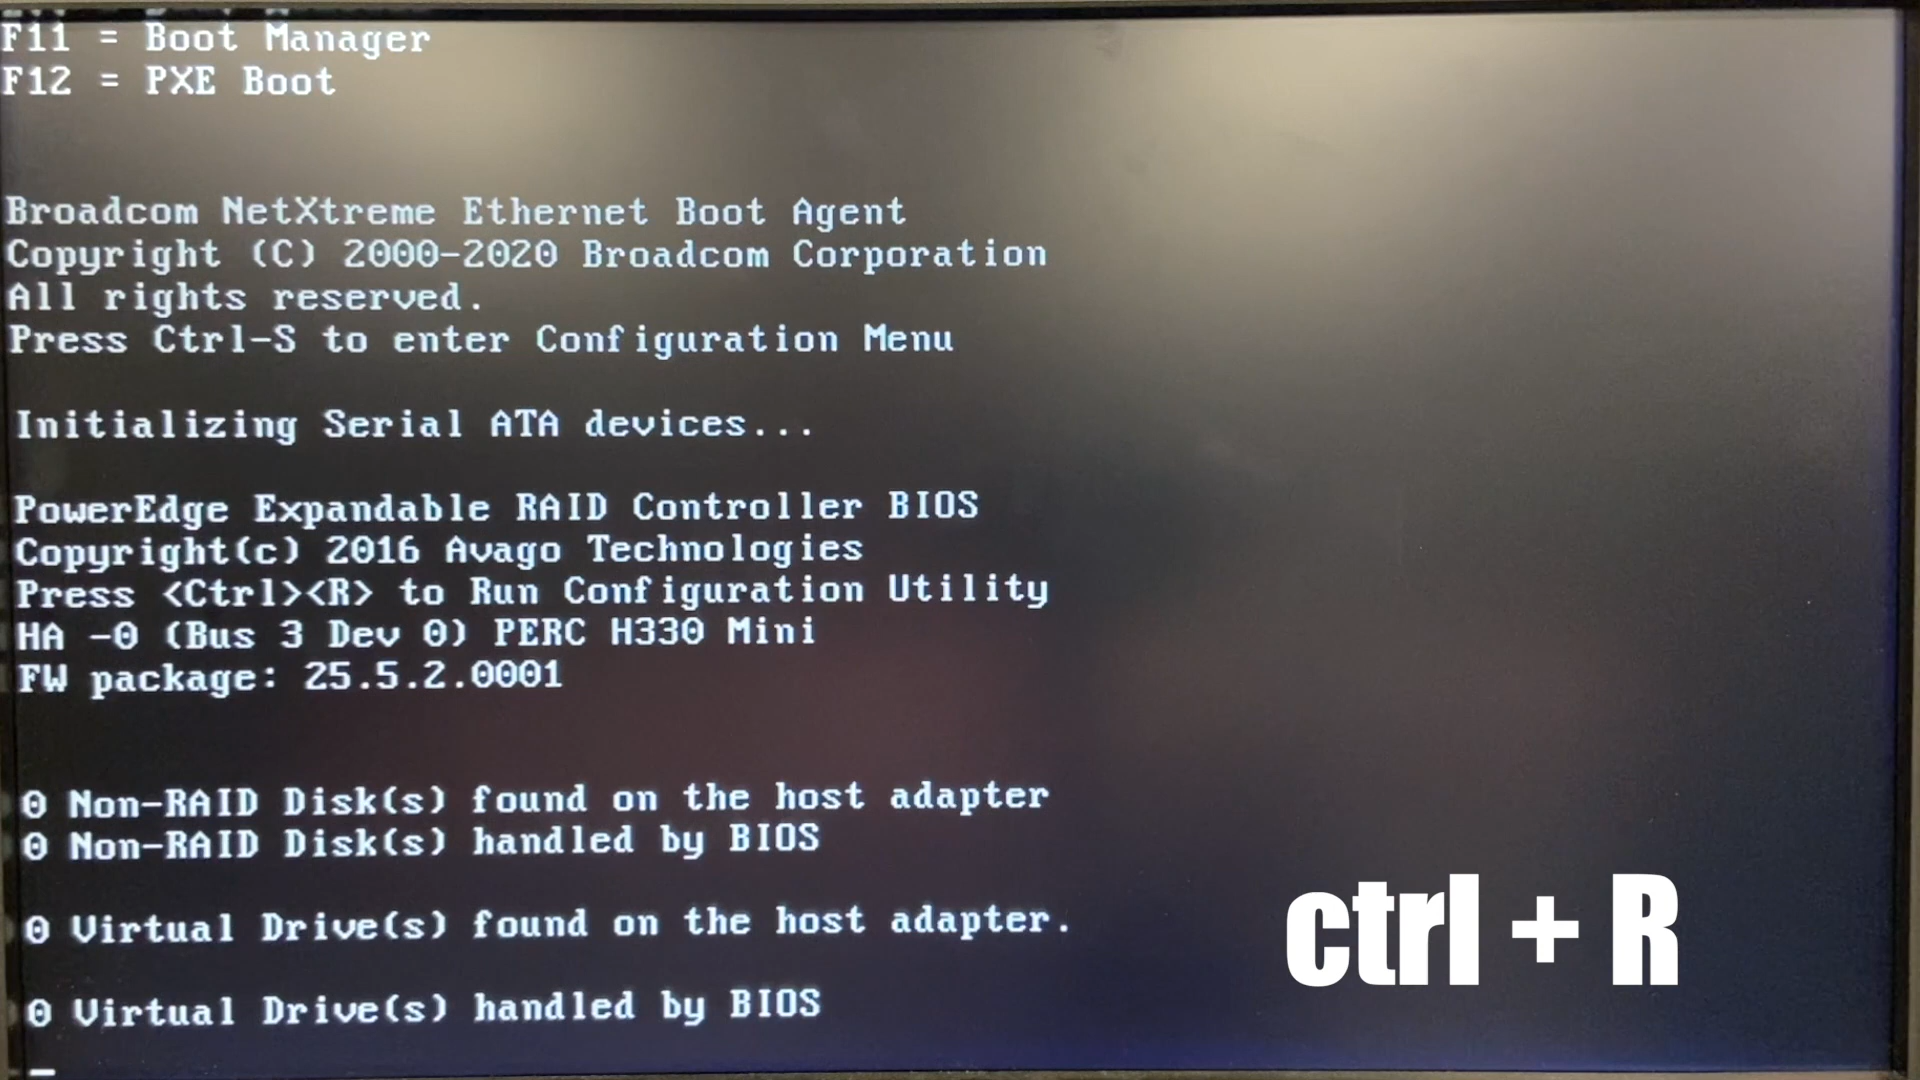 F11 = Boot Manager
F12 = PXE Boot
Broadcom NetXtreme Ethernet Boot Agent
Copyright (C) 2000-2020 Broadcom Corporation
All rights reserved.
Press Ctrl-S to enter Configuration Menu
Initializing Serial ATA devices...
PowerEdge Expandable RAID Controller BIOS
Copyright(c) 2016 Avago Technologies
Press <Ctrl><R> to Run Configuration Utility
HA -0 (Bus 3 Dev 0) PERC H330 Mini
FW package: 25.5.2.0001
0 Non-RAID Disk(s) found on the host adapter
0 Non-RAID Disk(s) handled by BIOS
0 Virtual Drive(s) found on the host adapter.
0 Virtual Drive(s) handled by BIOS
ctrl + R